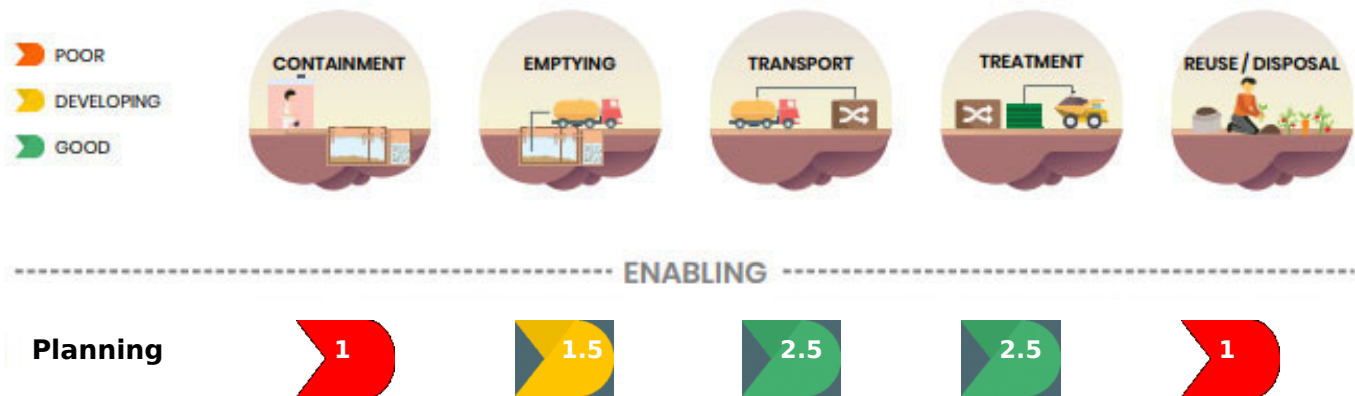 POOR
DEVELOPING
GOOD
CONTAINMENT
EMPTYING
TRANSPORT
TREATMENT
REUSE / DISPOSAL
ENABLING
Planning 1 1.5 2.5 2.5 1